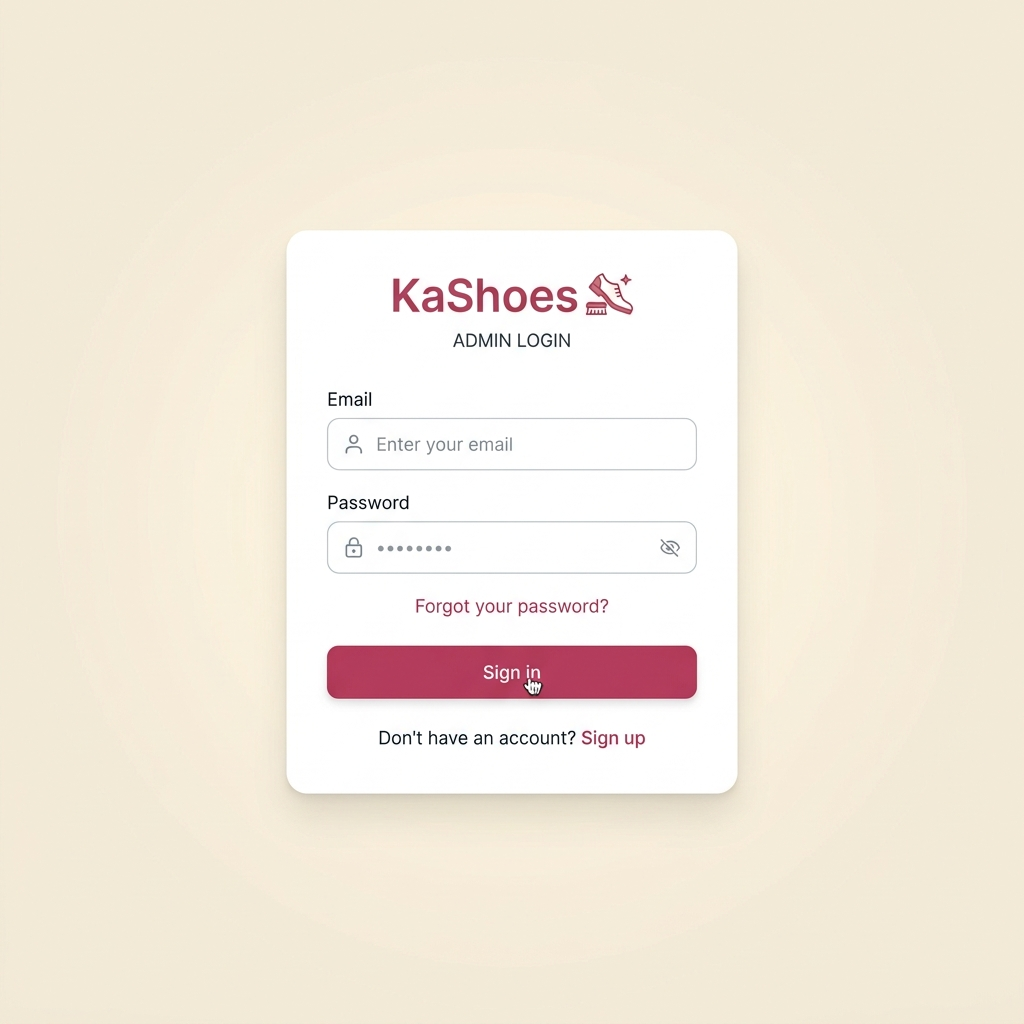 KaShoes
ADMIN LOGIN
Email
Enter your email
Password
••••••••
Forgot your password?
Sign in
Don't have an account? Sign up